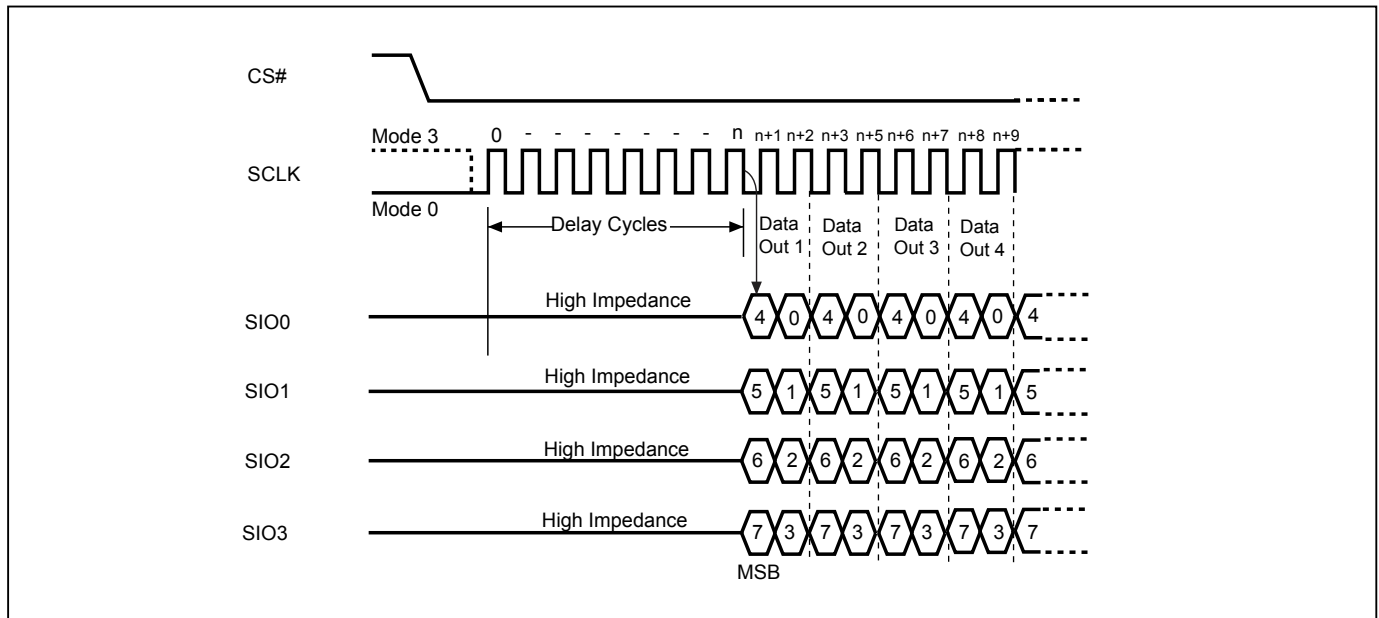 CS#
Mode 3 0 - - - - - - - n n+1 n+2 n+3 n+5 n+6 n+7 n+8 n+9
SCLK
Mode 0
Delay Cycles
Data Out 1
Data Out 2
Data Out 3
Data Out 4
High Impedance
SIO0 4 0 4 0 4 0 4 0 4
High Impedance
SIO1 5 1 5 1 5 1 5 1 5
High Impedance
SIO2 6 2 6 2 6 2 6 2 6
High Impedance
SIO3 7 3 7 3 7 3 7 3 7
MSB